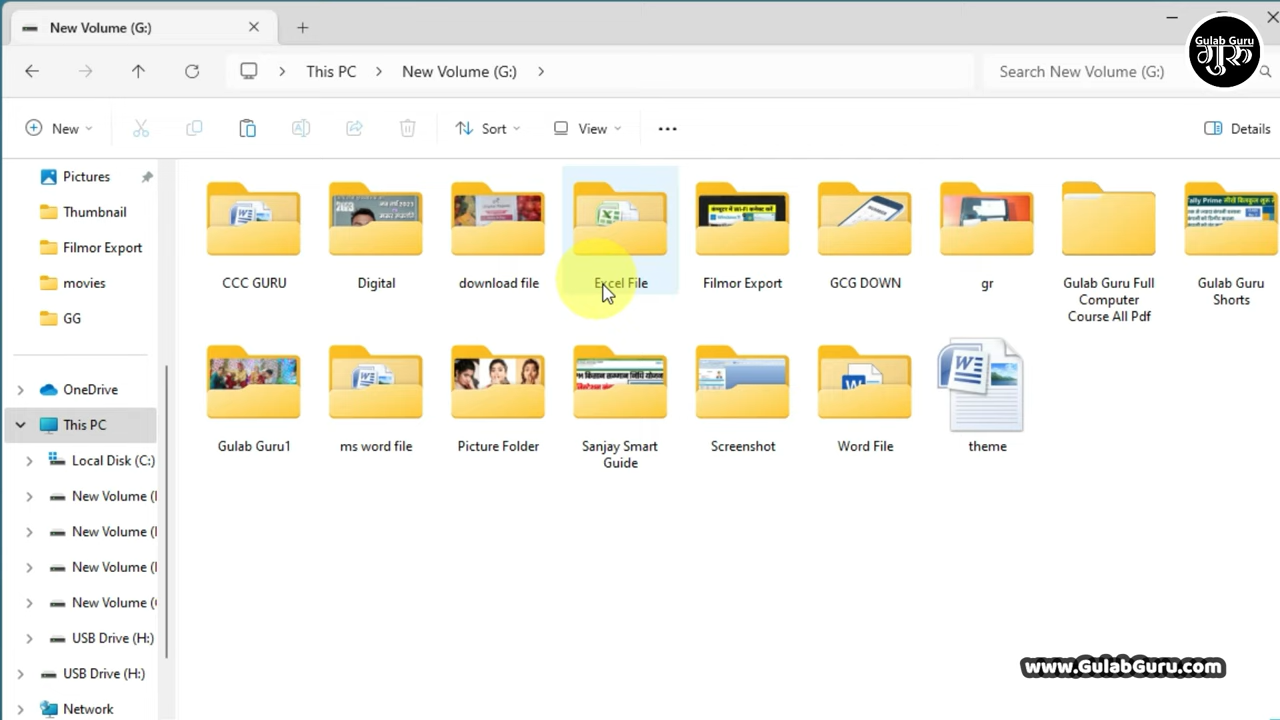 New Volume (G:)
Gulab Guru
गुरु
This PC
New Volume (G:)
Search New Volume (G:)
New
Sort
View
Details
Pictures
Thumbnail
Filmor Export
movies
GG
OneDrive
This PC
Local Disk (C:)
New Volume (
New Volume (
New Volume (
New Volume (
USB Drive (H:)
USB Drive (H:)
Network
CCC GURU
Digital
download file
Excel File
Filmor Export
GCG DOWN
gr
Gulab Guru Full
Computer
Course All Pdf
Gulab Guru
Shorts
Gulab Guru1
ms word file
Picture Folder
Sanjay Smart
Guide
Screenshot
Word File
theme
2023
Tally Prime सीखें बिलकुल शुरू
www.GulabGuru.com